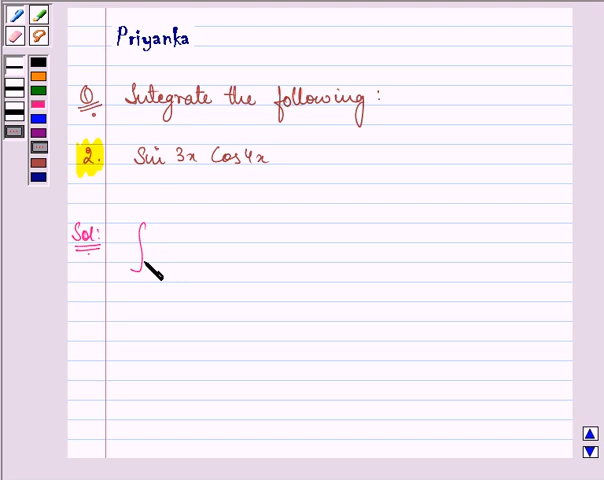 Priyanka
Q. Integrate the following :
2. Sin 3x Cos 4x
Sol: ∫